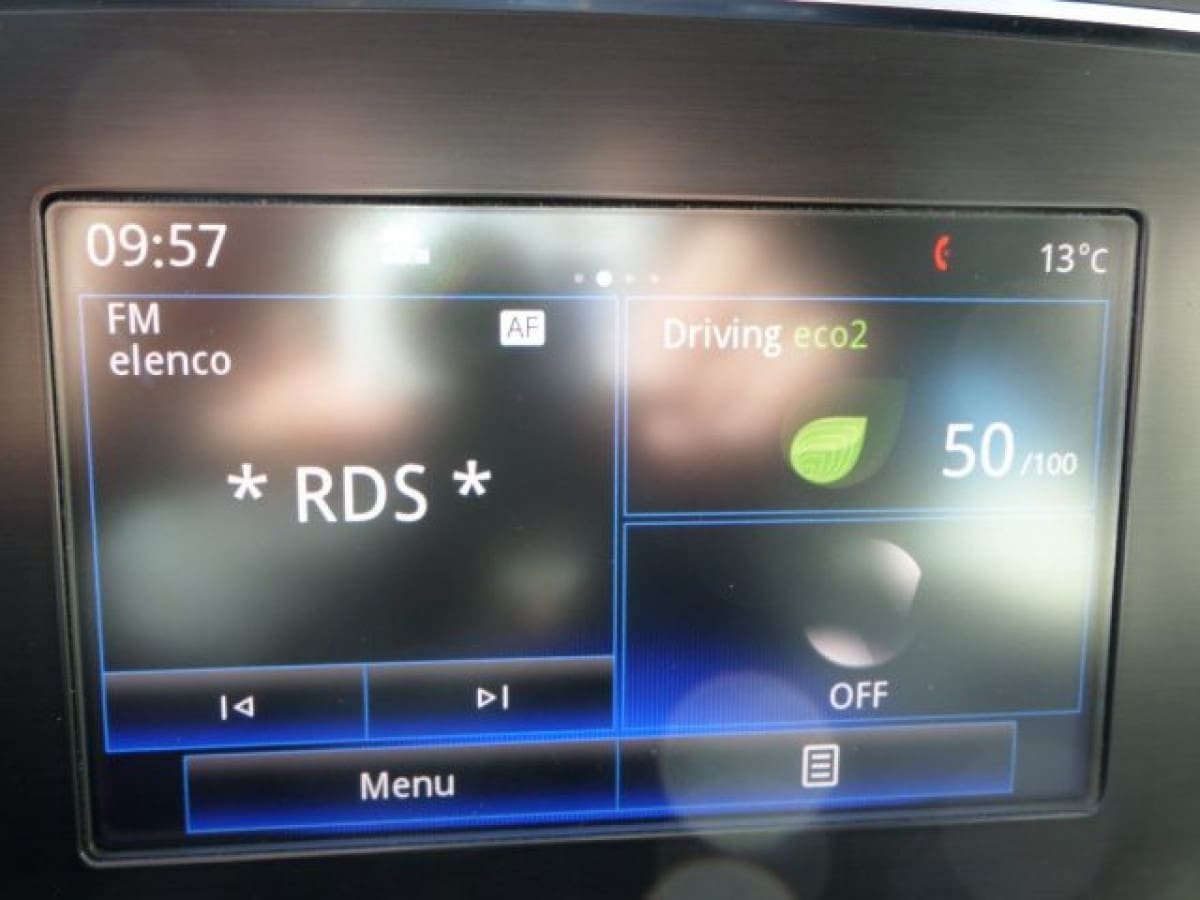 09:57
13°C
FM
elenco
AF
* RDS *
Driving eco2
50 /100
OFF
Menu